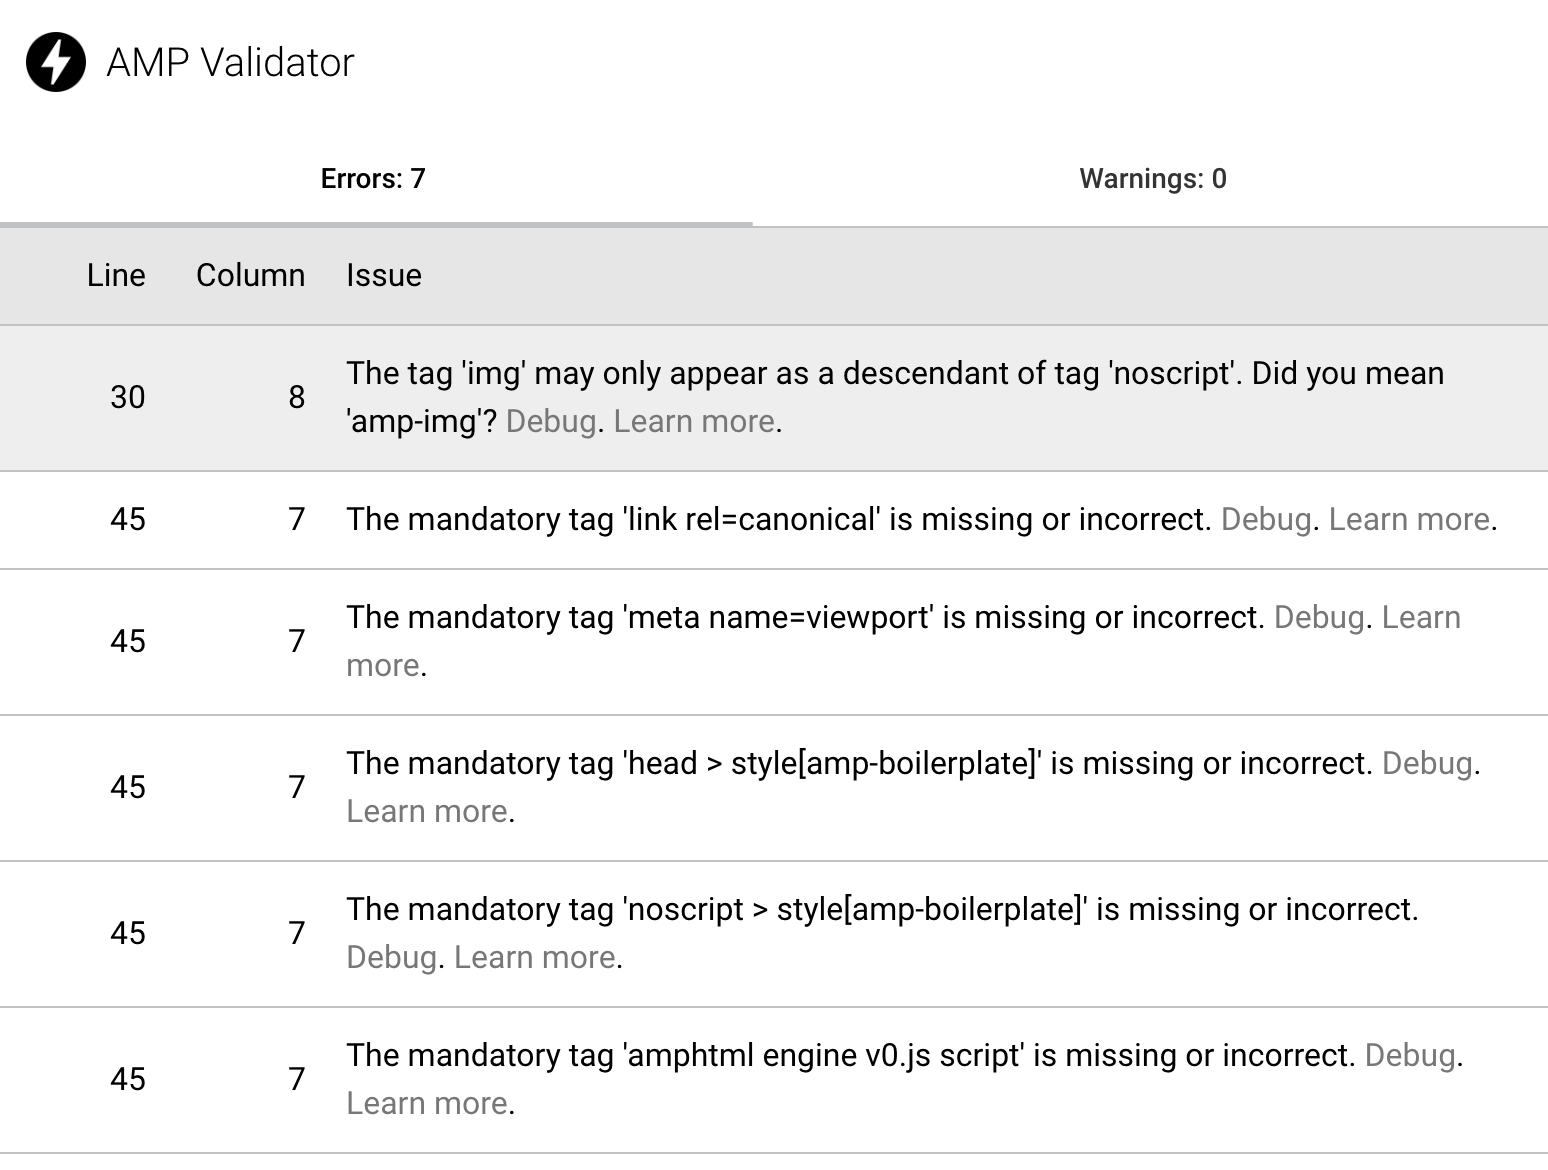 AMP Validator
Errors: 7 Warnings: 0
Line Column Issue
30 8 The tag 'img' may only appear as a descendant of tag 'noscript'. Did you mean
'amp-img'? Debug. Learn more.
45 7 The mandatory tag 'link rel=canonical' is missing or incorrect. Debug. Learn more.
45 7 The mandatory tag 'meta name=viewport' is missing or incorrect. Debug. Learn
more.
45 7 The mandatory tag 'head > style[amp-boilerplate]' is missing or incorrect. Debug.
Learn more.
45 7 The mandatory tag 'noscript > style[amp-boilerplate]' is missing or incorrect.
Debug. Learn more.
45 7 The mandatory tag 'amphtml engine v0.js script' is missing or incorrect. Debug.
Learn more.